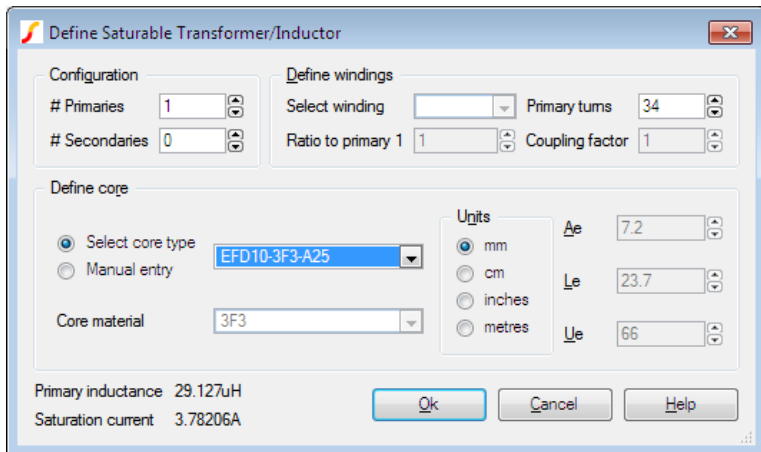 Define Saturable Transformer/Inductor
Configuration
# Primaries 1
# Secondaries 0
Define windings
Select winding Primary turns 34
Ratio to primary 1 1 Coupling factor 1
Define core
Select core type
Manual entry
EFD10-3F3-A25
Core material 3F3
Units
mm
cm
inches
metres
Ae 7.2
Le 23.7
Ue 66
Primary inductance 29.127uH
Saturation current 3.78206A
Ok Cancel Help